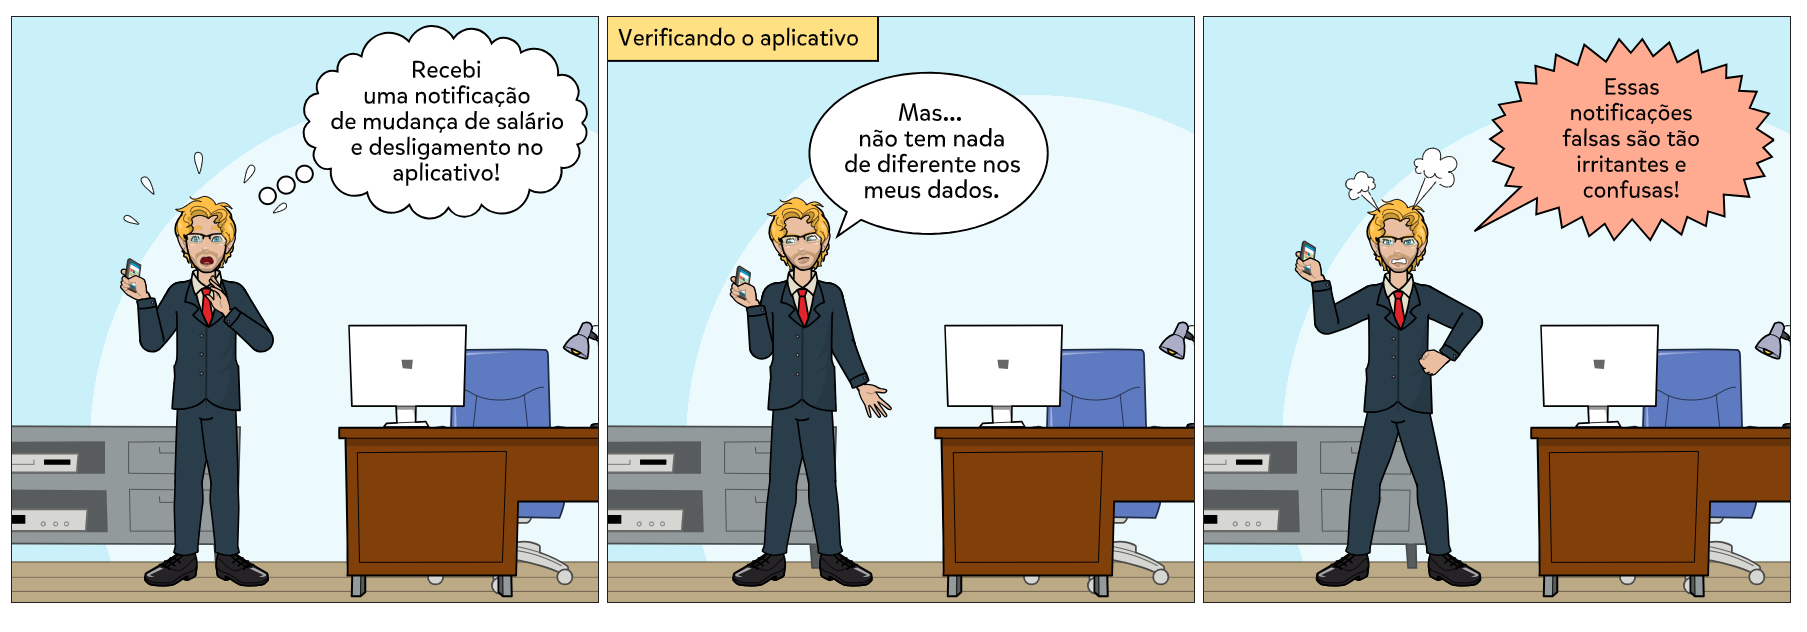 Recebi
uma notificação
de mudança de salário
e desligamento no
aplicativo!
Verificando o aplicativo
Mas...
não tem nada
de diferente nos
meus dados.
Essas
notificações
falsas são tão
irritantes e
confusas!